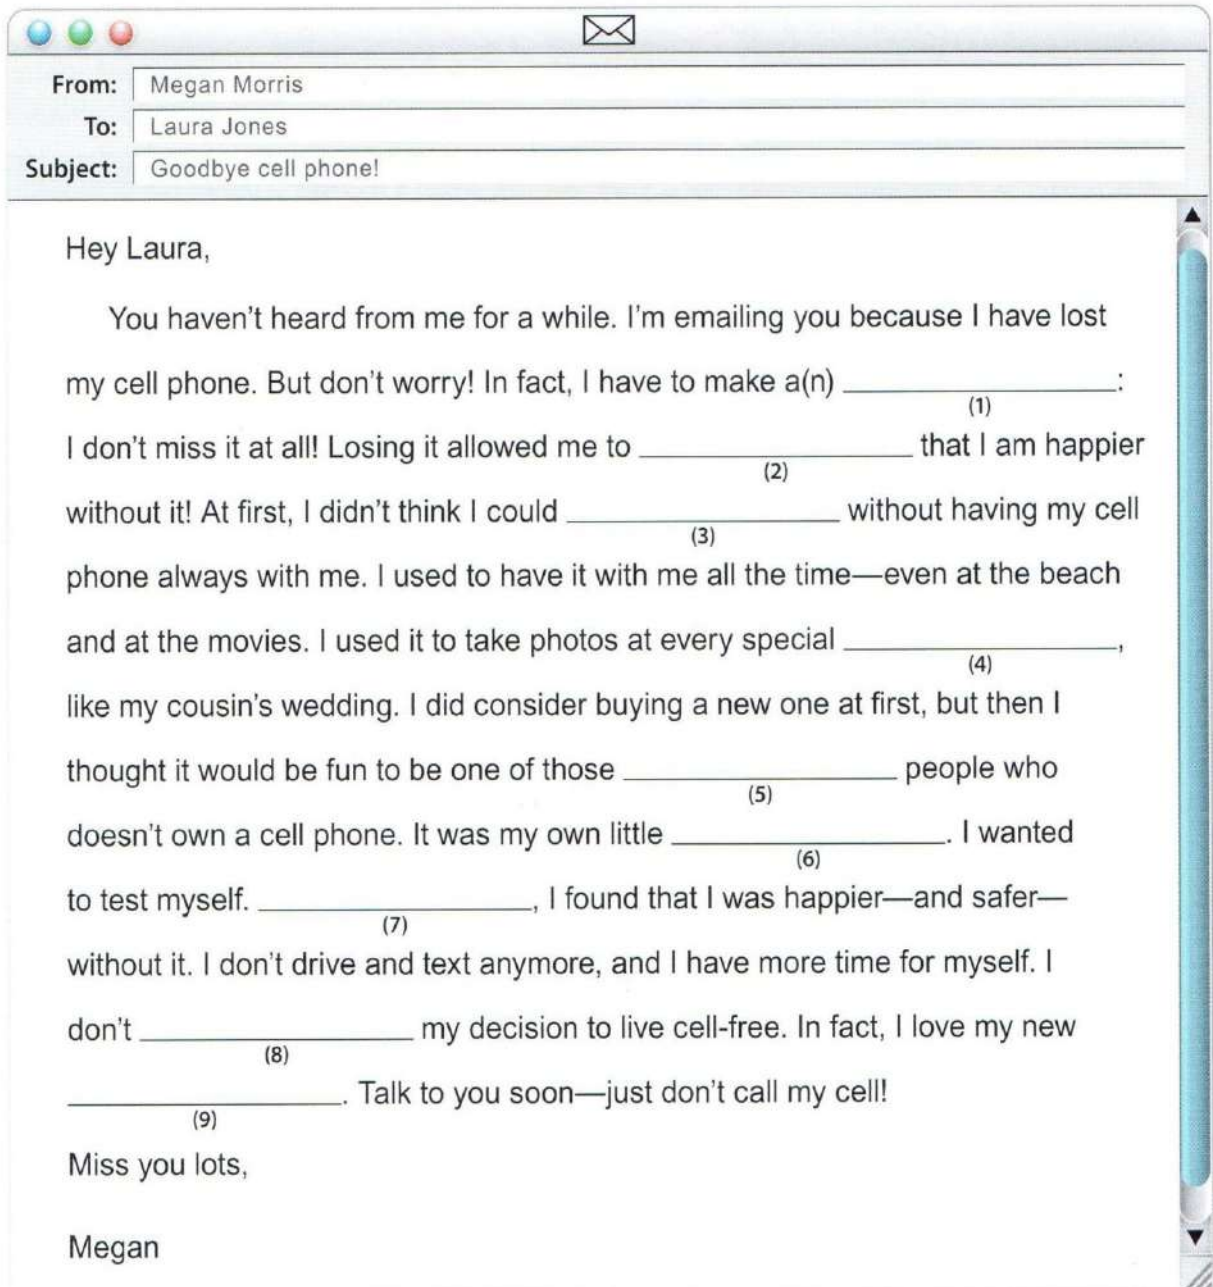 From: Megan Morris
To: Laura Jones
Subject: Goodbye cell phone!
Hey Laura,
You haven't heard from me for a while. I'm emailing you because I have lost
my cell phone. But don't worry! In fact, I have to make a(n) ____________:
(1)
I don't miss it at all! Losing it allowed me to ____________ that I am happier
(2)
without it! At first, I didn't think I could ____________ without having my cell
(3)
phone always with me. I used to have it with me all the time—even at the beach
and at the movies. I used it to take photos at every special ____________,
(4)
like my cousin's wedding. I did consider buying a new one at first, but then I
thought it would be fun to be one of those ____________ people who
(5)
doesn't own a cell phone. It was my own little ____________. I wanted
(6)
to test myself. ____________, I found that I was happier—and safer—
(7)
without it. I don't drive and text anymore, and I have more time for myself. I
don't ____________ my decision to live cell-free. In fact, I love my new
(8)
____________. Talk to you soon—just don't call my cell!
(9)
Miss you lots,
Megan